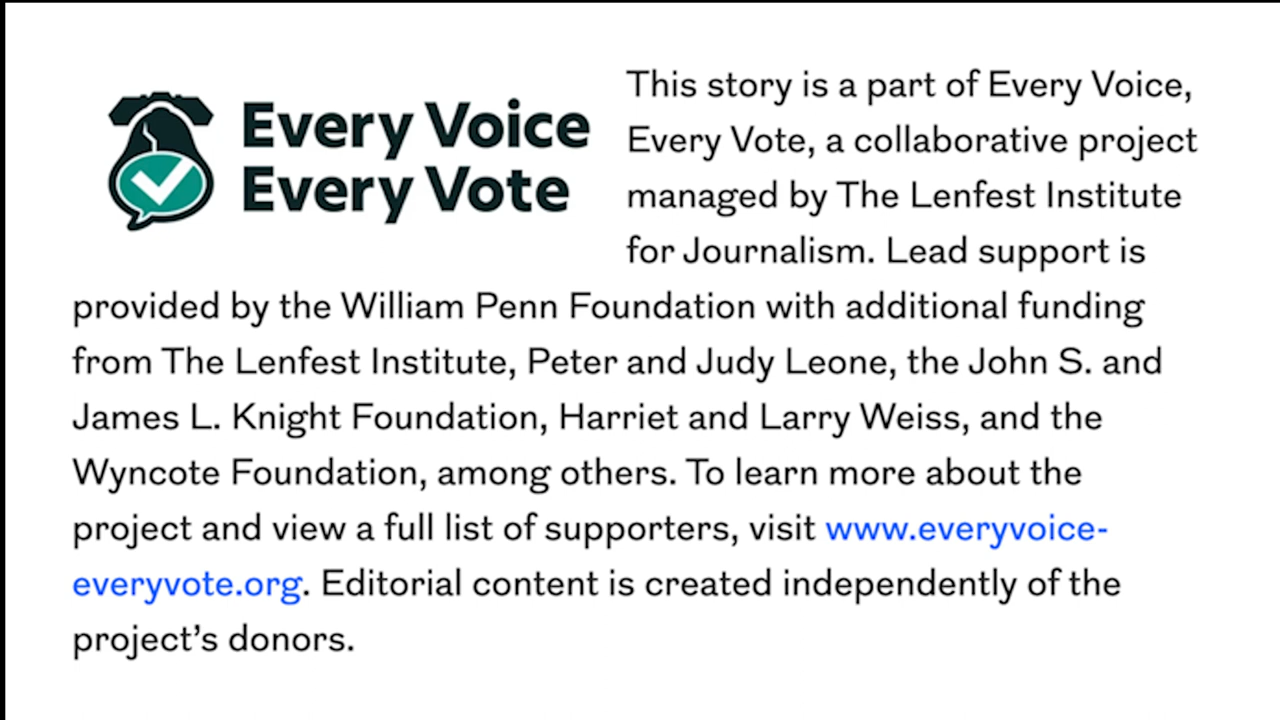 Every Voice
Every Vote
This story is a part of Every Voice,
Every Vote, a collaborative project
managed by The Lenfest Institute
for Journalism. Lead support is
provided by the William Penn Foundation with additional funding
from The Lenfest Institute, Peter and Judy Leone, the John S. and
James L. Knight Foundation, Harriet and Larry Weiss, and the
Wyncote Foundation, among others. To learn more about the
project and view a full list of supporters, visit www.everyvoice-
everyvote.org. Editorial content is created independently of the
project’s donors.